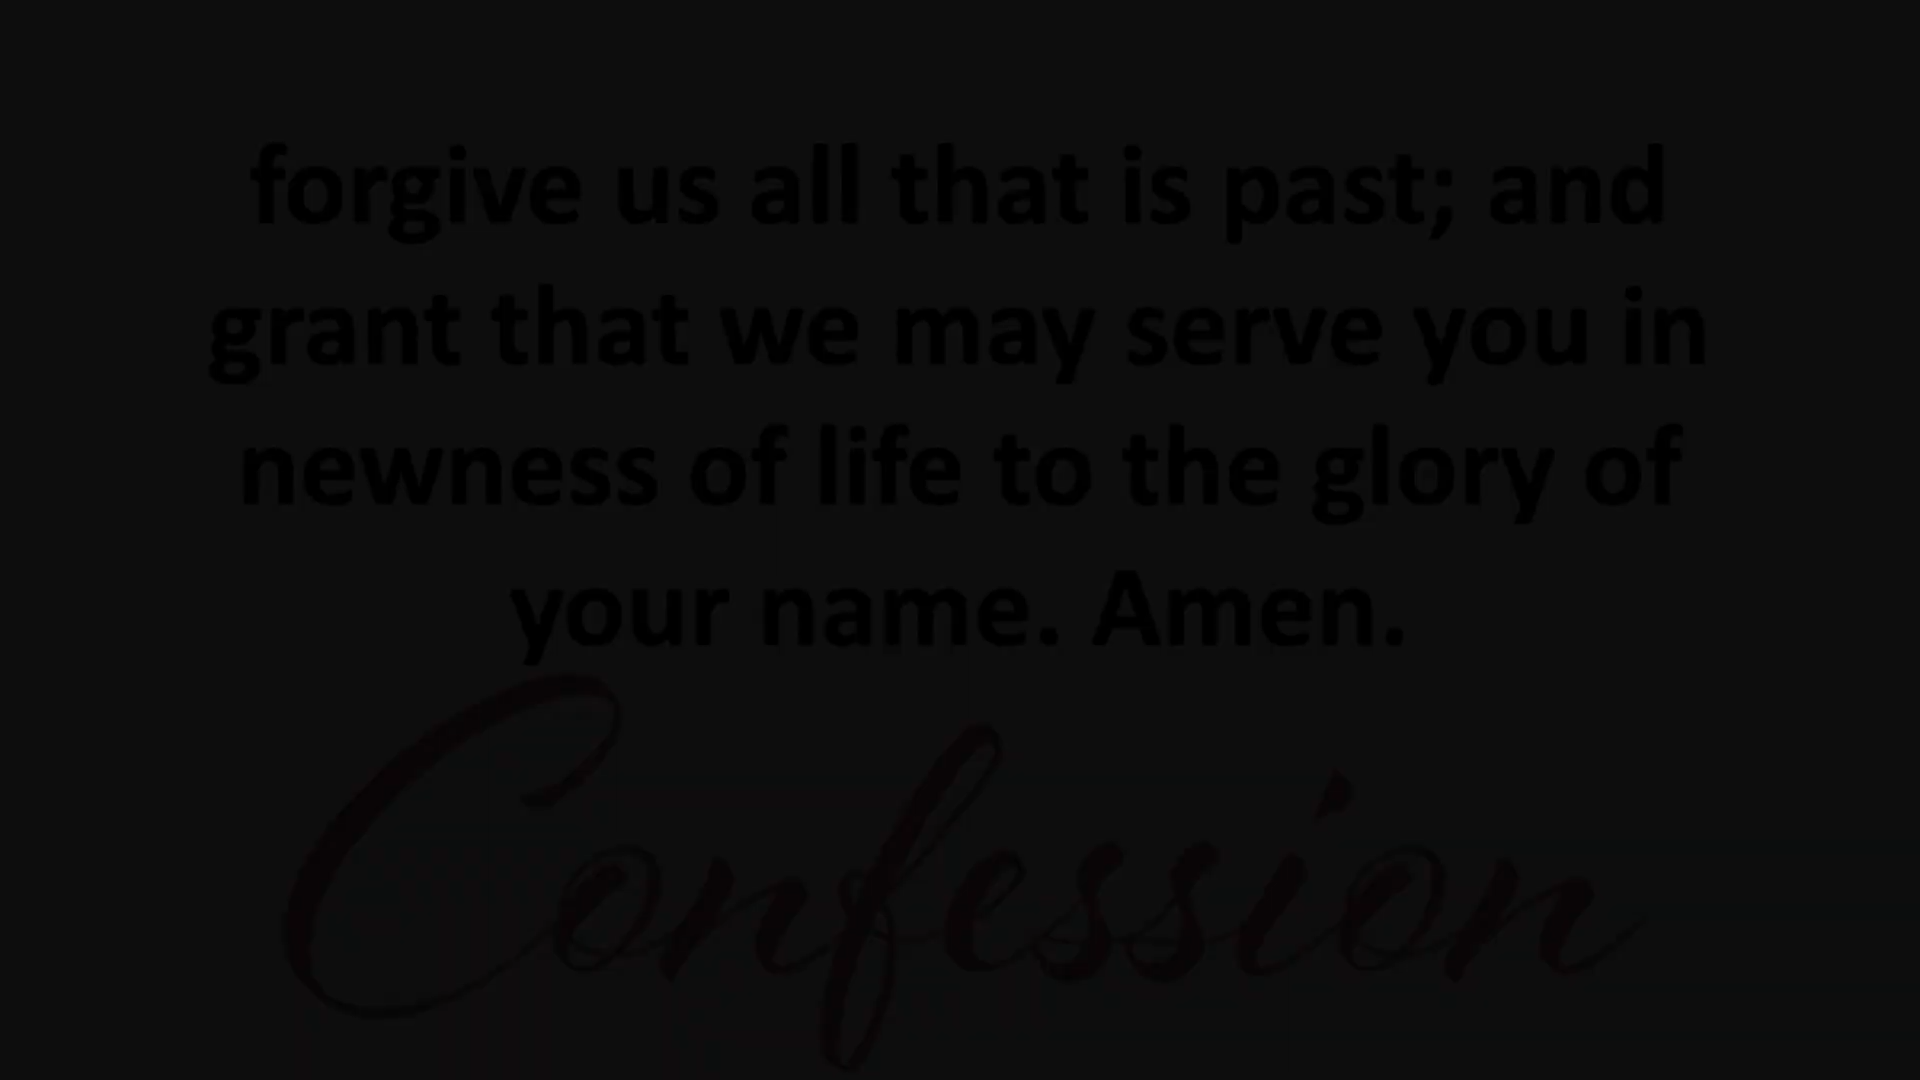 forgive us all that is past; and
grant that we may serve you in
newness of life to the glory of
your name. Amen.
Confession